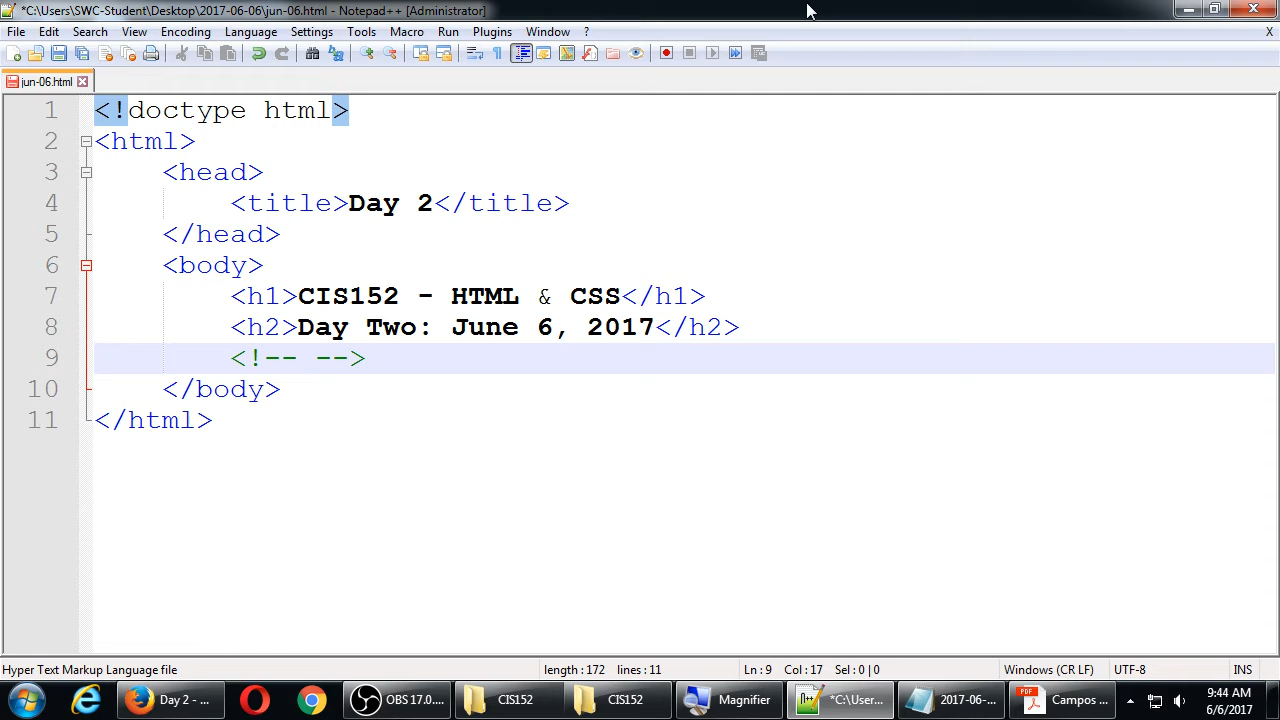 *C:\Users\SWC-Student\Desktop\2017-06-06\jun-06.html - Notepad++ [Administrator]
File Edit Search View Encoding Language Settings Tools Macro Run Plugins Window ? X
jun-06.html
1 <!doctype html>
2 <html>
3 <head>
4 <title>Day 2</title>
5 </head>
6 <body>
7 <h1>CIS152 - HTML & CSS</h1>
8 <h2>Day Two: June 6, 2017</h2>
9 <!-- -->
10 </body>
11 </html>
Hyper Text Markup Language file length : 172 lines : 11 Ln : 9 Col : 17 Sel : 0 | 0 Windows (CR LF) UTF-8 INS
Day 2 - ... OBS 17.0.... CIS152 CIS152 Magnifier *C:\User... 2017-06-... Campos ... 9:44 AM
6/6/2017